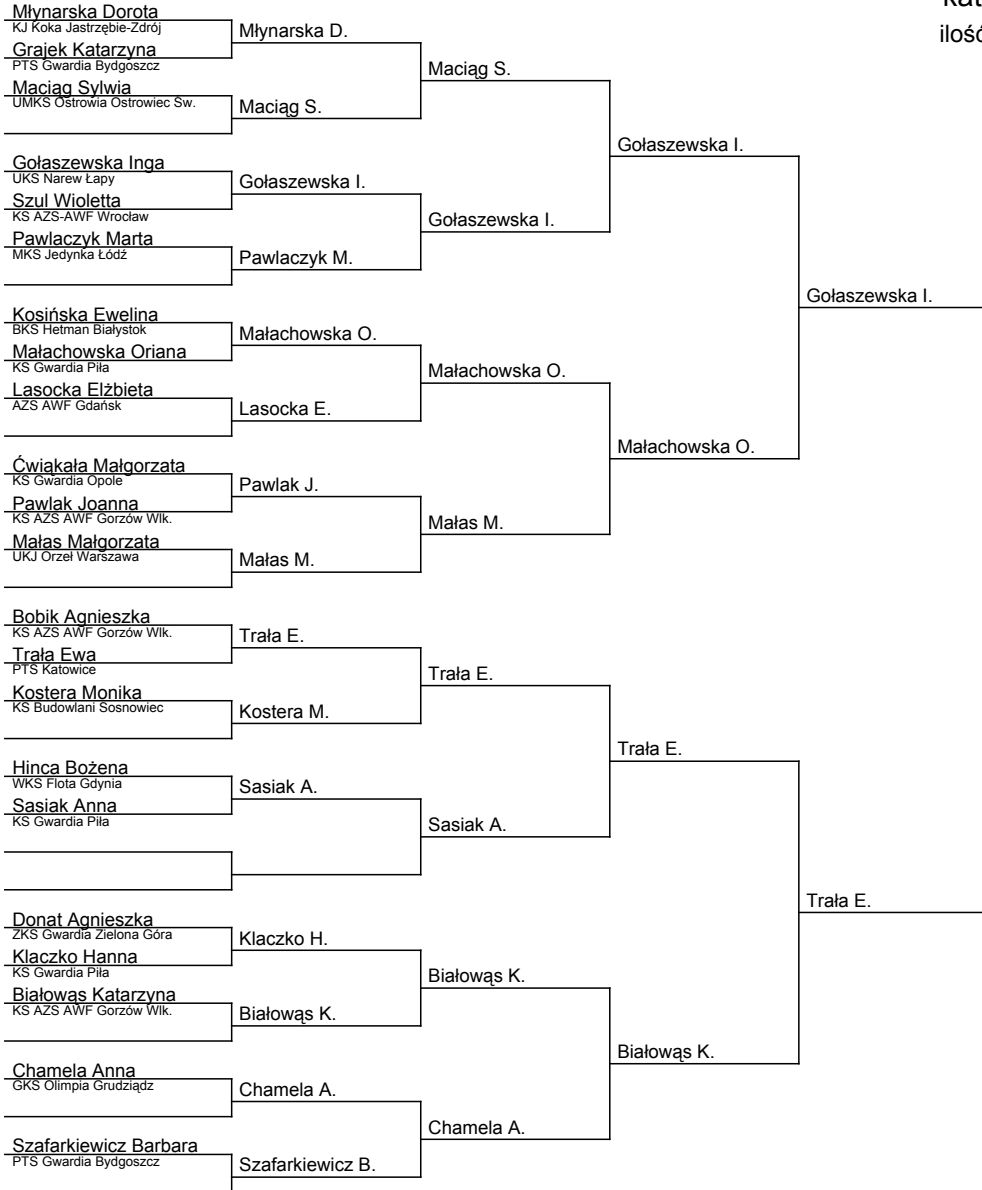 Młynarska Dorota
KJ Koka Jastrzębie-Zdrój
Grajek Katarzyna
PTS Gwardia Bydgoszcz
Maciąg Sylwia
UMKS Ostrowia Ostrowiec Św.
Gołaszewska Inga
UKS Narew Łapy
Szul Wioletta
KS AZS-AWF Wrocław
Pawlaczyk Marta
MKS Jedynka Łódź
Kosińska Ewelina
BKS Hetman Białystok
Małachowska Oriana
KS Gwardia Piła
Lasocka Elżbieta
AZS AWF Gdańsk
Ćwiąkała Małgorzata
KS Gwardia Opole
Pawlak Joanna
KS AZS AWF Gorzów Wlk.
Małas Małgorzata
UKJ Orzeł Warszawa
Bobik Agnieszka
KS AZS AWF Gorzów Wlk.
Trała Ewa
PTS Katowice
Kostera Monika
KS Budowlani Sosnowiec
Hinca Bożena
WKS Flota Gdynia
Sasiak Anna
KS Gwardia Piła
Donat Agnieszka
ZKS Gwardia Zielona Góra
Klaczko Hanna
KS Gwardia Piła
Białowąs Katarzyna
KS AZS AWF Gorzów Wlk.
Chamela Anna
GKS Olimpia Grudziądz
Szafarkiewicz Barbara
PTS Gwardia Bydgoszcz
Młynarska D.
Maciąg S.
Gołaszewska I.
Pawlaczyk M.
Małachowska O.
Lasocka E.
Pawlak J.
Małas M.
Trała E.
Kostera M.
Sasiak A.
Klaczko H.
Białowąs K.
Chamela A.
Szafarkiewicz B.
Maciąg S.
Gołaszewska I.
Małachowska O.
Małas M.
Trała E.
Sasiak A.
Białowąs K.
Chamela A.
Gołaszewska I.
Małachowska O.
Trała E.
Białowąs K.
Gołaszewska I.
Trała E.
ilość